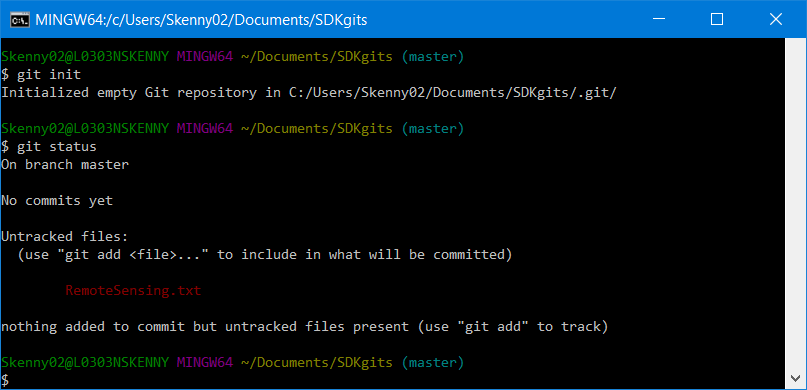 MINGW64:/c/Users/Skenny02/Documents/SDKgits
Skenny02@L0303NSKENNY MINGW64 ~/Documents/SDKgits (master)
$ git init
Initialized empty Git repository in C:/Users/Skenny02/Documents/SDKgits/.git/
Skenny02@L0303NSKENNY MINGW64 ~/Documents/SDKgits (master)
$ git status
On branch master
No commits yet
Untracked files:
(use "git add <file>..." to include in what will be committed)
RemoteSensing.txt
nothing added to commit but untracked files present (use "git add" to track)
Skenny02@L0303NSKENNY MINGW64 ~/Documents/SDKgits (master)
$